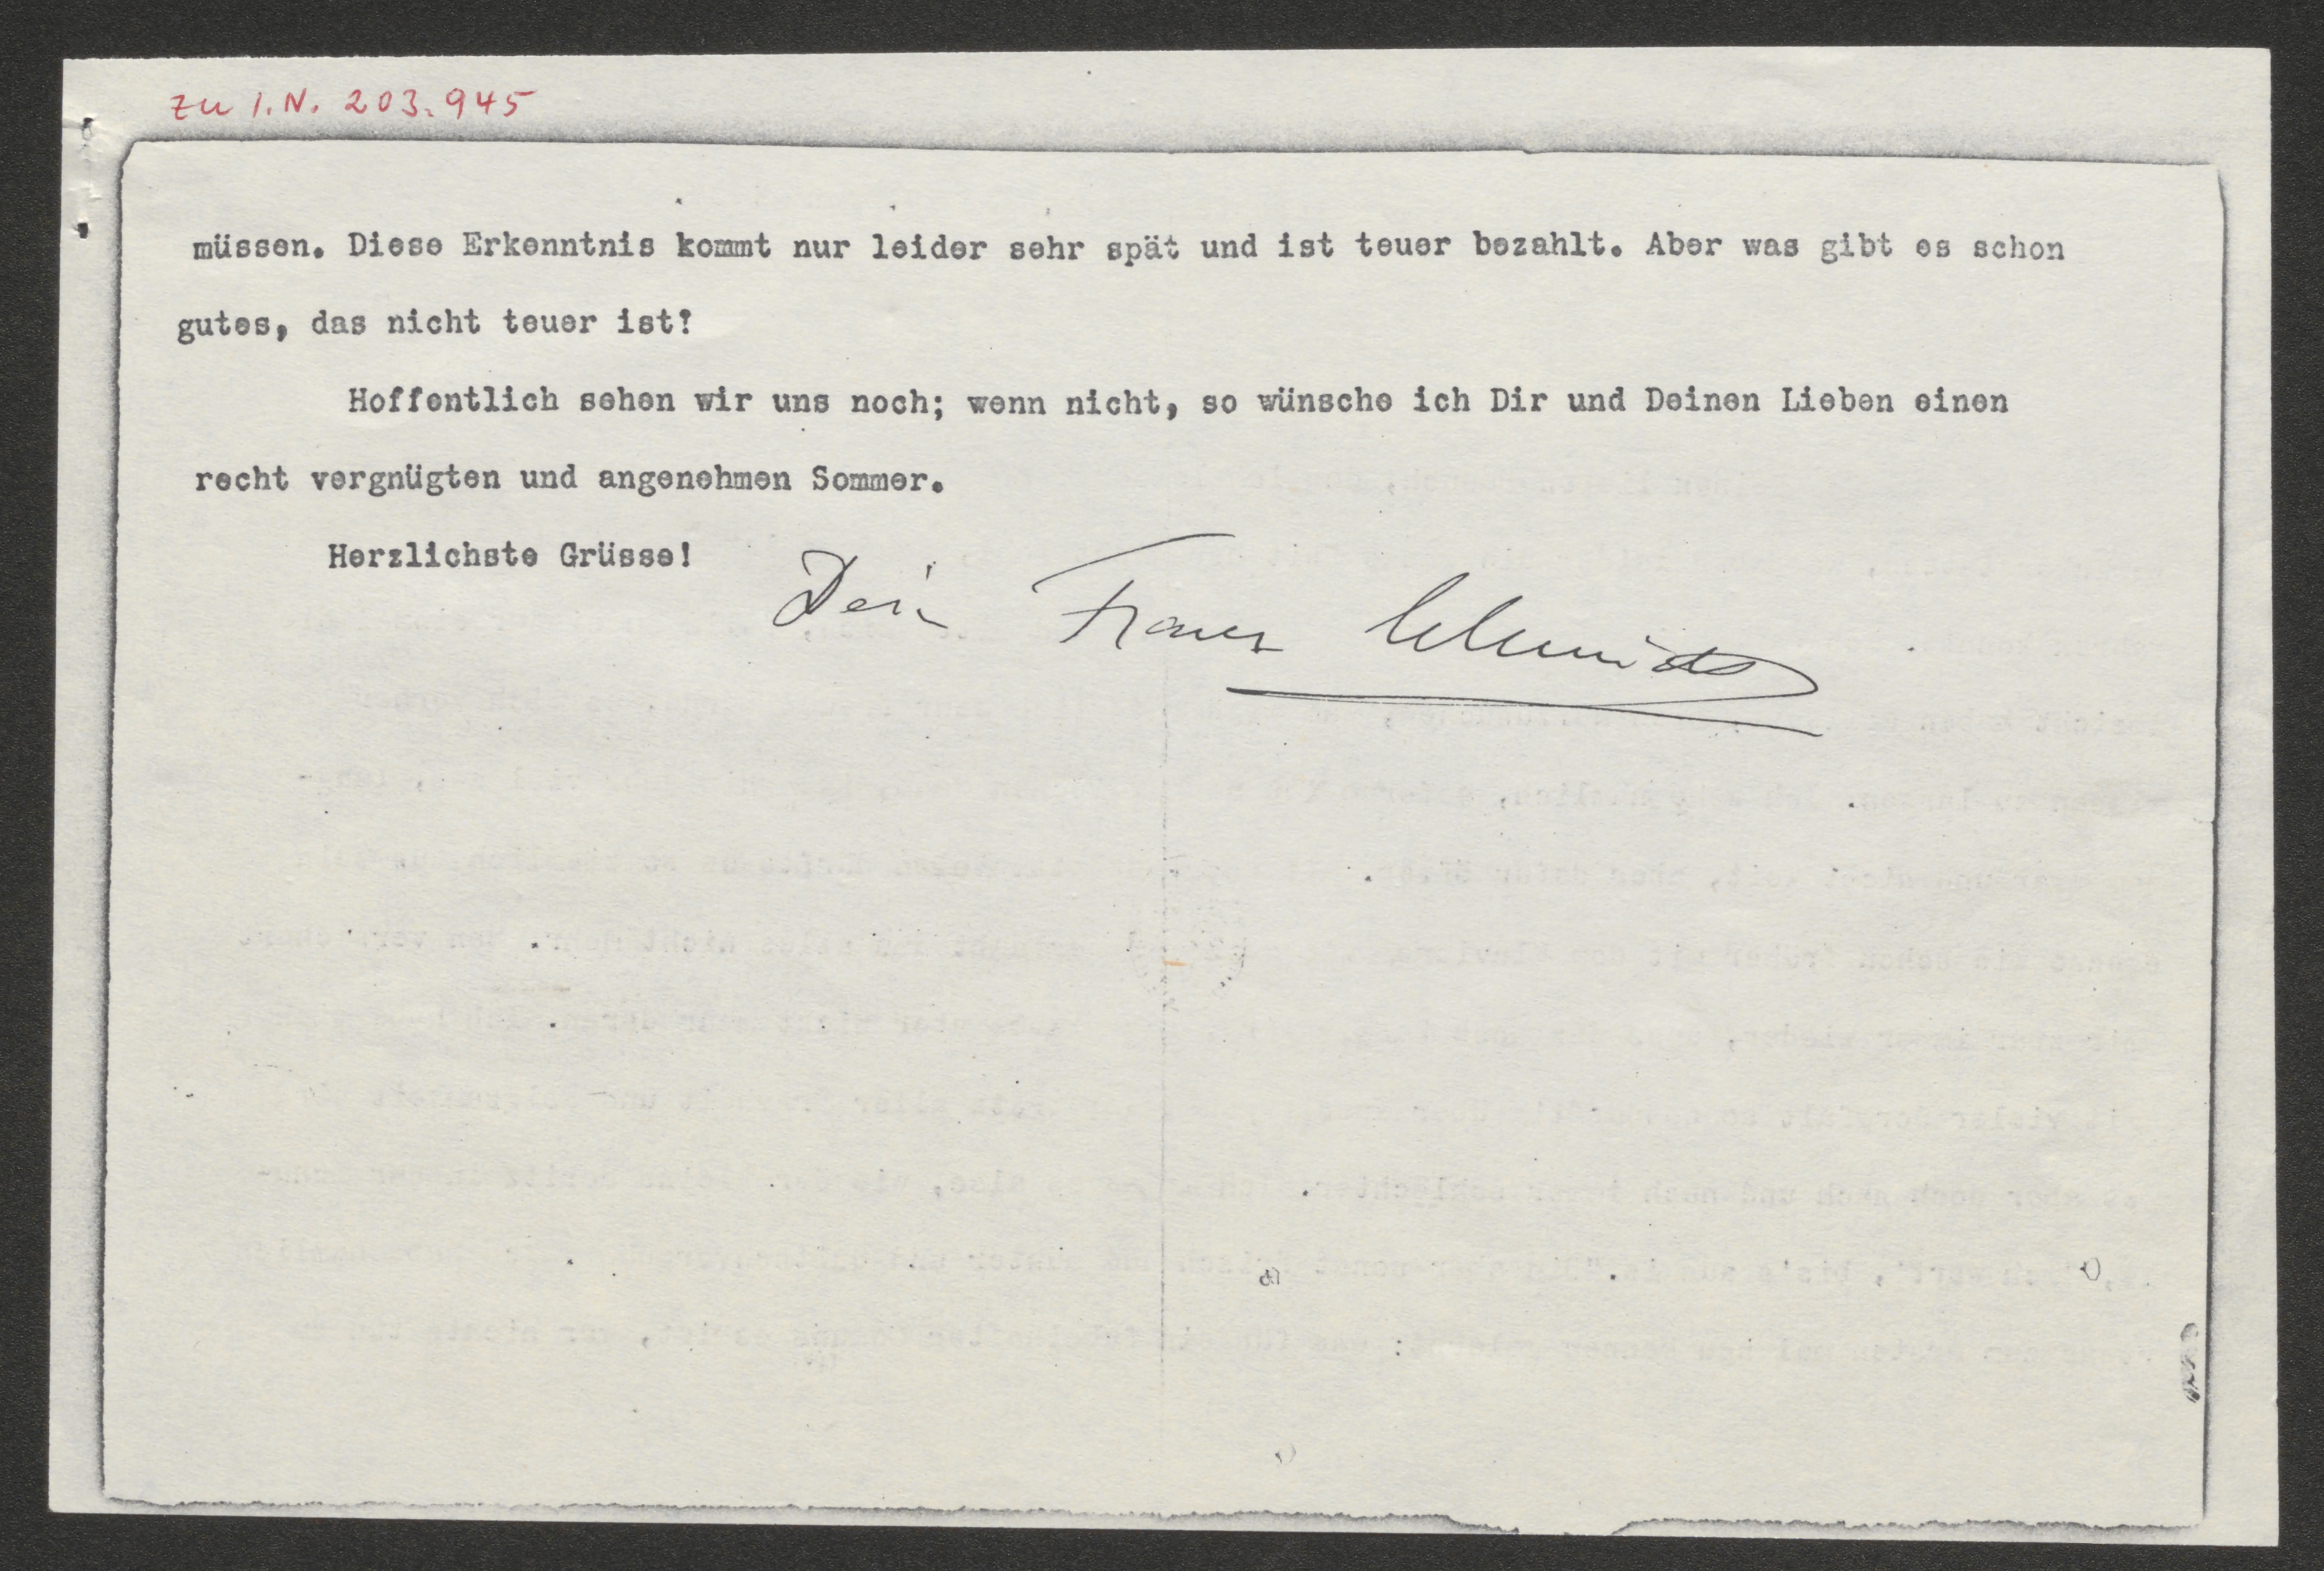 zu I.N. 203.945
müssen. Diese Erkenntnis kommt nur leider sehr spät und ist teuer bezahlt. Aber was gibt es schon
gutes, das nicht teuer ist?
Hoffentlich sehen wir uns noch; wenn nicht, so wünsche ich Dir und Deinen Lieben einen
recht vergnügten und angenehmen Sommer.
Herzlichste Grüsse!
Dein Franz Schmidt